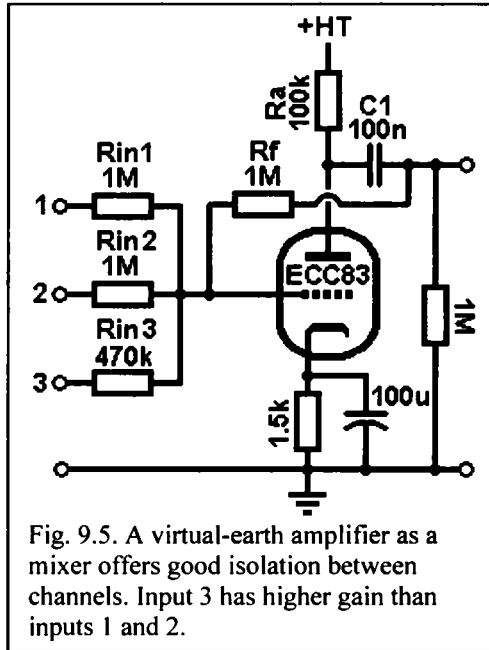 +HT
Ra
100k
C1
100n
Rin1
1M
Rf
1M
1
Rin2
1M
2
ECC83
Rin3
470k
3
1M
1.5k
100u
Fig. 9.5. A virtual-earth amplifier as a
mixer offers good isolation between
channels. Input 3 has higher gain than
inputs 1 and 2.